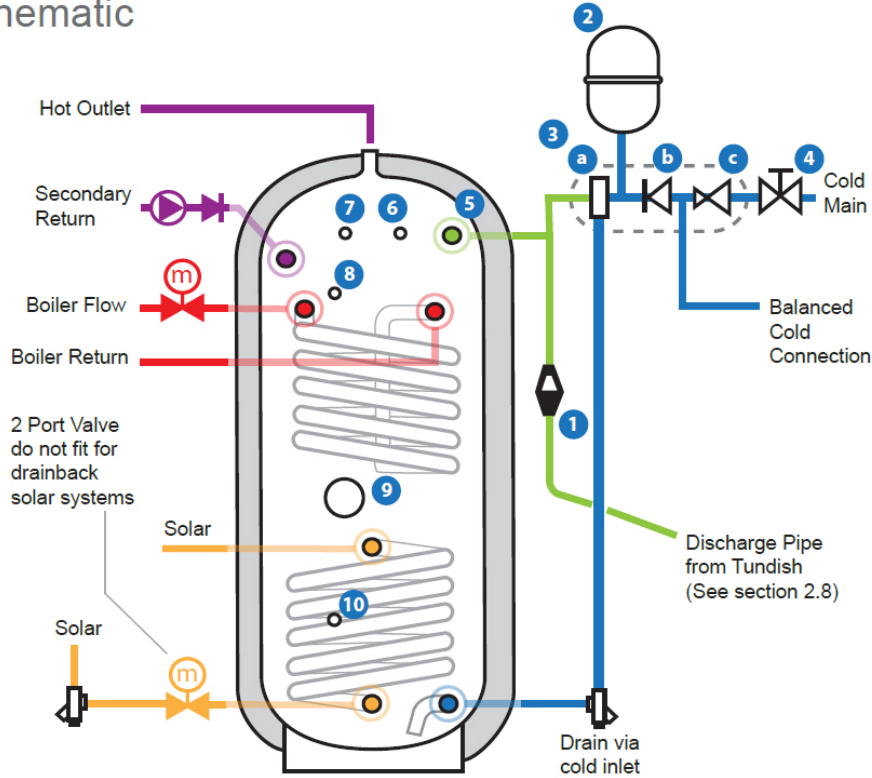 hematic
2
Hot Outlet
3
a
b
c
4
Cold
Main
Secondary
Return
7
6
5
m
8
Boiler Flow
Balanced
Cold
Connection
Boiler Return
1
2 Port Valve
do not fit for
drainback
solar systems
9
Solar
Discharge Pipe
from Tundish
(See section 2.8)
10
Solar
m
Drain via
cold inlet